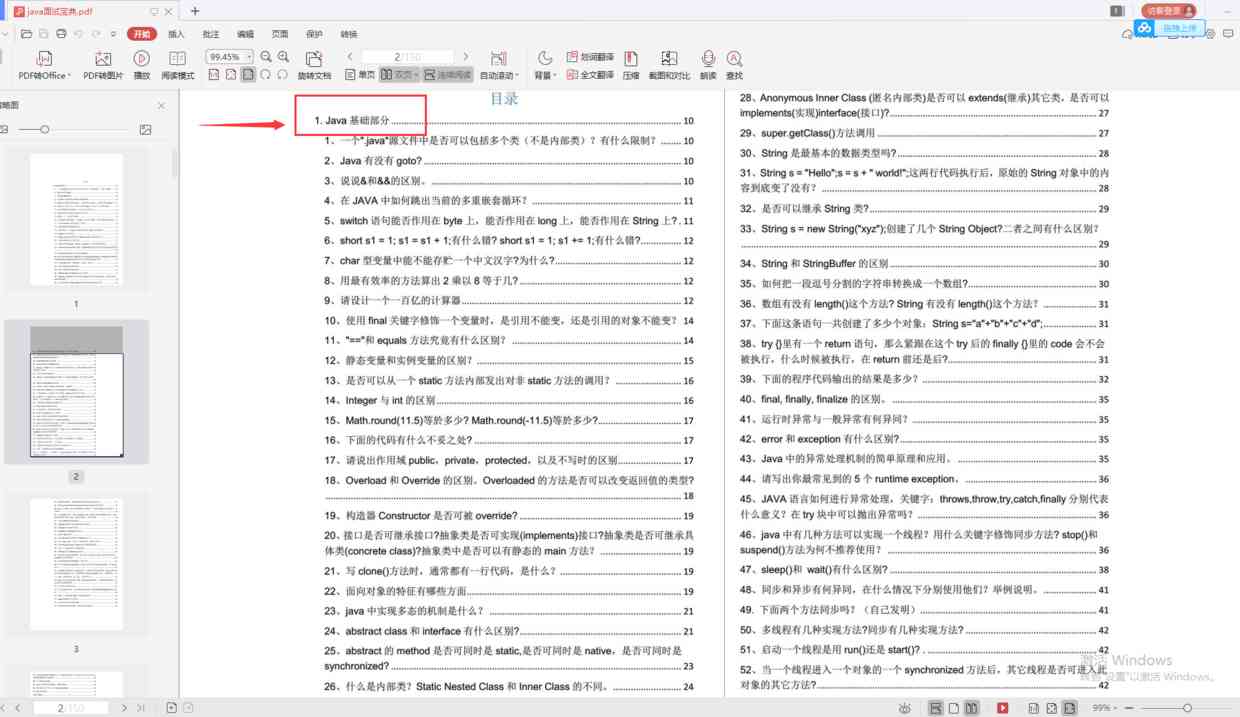 java面试宝典.pdf
访客登录
拖拽上传
开始 插入 批注 编辑 页面 保护 转换
99.45%
2/150
PDF转Office PDF转图片 播放 阅读模式
旋转文档 单页 双页 连续阅读 自动滚动 背景 划词翻译 全文翻译 压缩 截图和对比 朗读 查找
缩略图
1
2
3
目录
1. Java 基础部分 10
1、一个".java"源文件中是否可以包括多个类（不是内部类）？有什么限制？ 10
2、Java 有没有 goto? 10
3、说说&和&&的区别。 10
4、在 JAVA 中如何跳出当前的多重嵌套循环？ 11
5、switch 语句能否作用在 byte 上，能否作用在 long 上，能否作用在 String 上?. 11
6、short s1 = 1; s1 = s1 + 1;有什么错? short s1 = 1; s1 += 1;有什么错? 12
7、char 型变量中能不能存贮一个中文汉字?为什么? 12
8、用最有效率的方法算出 2 乘以 8 等于几? 12
9、请设计一个一百亿的计算器 12
10、使用 final 关键字修饰一个变量时，是引用不能变，还是引用的对象不能变？ 14
11、"=="和 equals 方法究竟有什么区别？ 14
12、静态变量和实例变量的区别？ 15
13、是否可以从一个 static 方法内部发出对非 static 方法的调用？ 16
14、Integer 与 int 的区别 16
15、Math.round(11.5)等於多少? Math.round(-11.5)等於多少? 17
16、下面的代码有什么不妥之处? 17
17、请说出作用域 public，private，protected，以及不写时的区别 17
18、Overload 和 Override 的区别。Overloaded 的方法是否可以改变返回值的类型?
18
19、构造器 Constructor 是否可被 override? 19
20、接口是否可继承接口?抽象类是否可实现(implements)接口?抽象类是否可继承具
体类(concrete class)?抽象类中是否可以有静态的 main 方法？ 19
21、写 clone()方法时，通常都有一行代码，是什么？ 19
22、面向对象的特征有哪些方面 19
23、java 中实现多态的机制是什么？ 21
24、abstract class 和 interface 有什么区别? 21
25、abstract 的 method 是否可同时是 static,是否可同时是 native，是否可同时是
synchronized? 23
26、什么是内部类？Static Nested Class 和 Inner Class 的不同。 24
28、Anonymous Inner Class (匿名内部类)是否可以 extends(继承)其它类，是否可以
implements(实现)interface(接口)? 27
29、super.getClass()方法调用 27
30、String 是最基本的数据类型吗? 28
31、String s = "Hello";s = s + " world!";这两行代码执行后，原始的 String 对象中的内
容到底变了没有？ 28
32、是否可以继承 String 类? 29
33、String s = new String("xyz");创建了几个 String Object?二者之间有什么区别？
29
34、String 和 StringBuffer 的区别 30
35、如何把一段逗号分割的字符串转换成一个数组? 30
36、数组有没有 length()这个方法? String 有没有 length()这个方法？ 31
37、下面这条语句一共创建了多少个对象：String s="a"+"b"+"c"+"d"; 31
38、try {}里有一个 return 语句，那么紧跟在这个 try 后的 finally {}里的 code 会不会
被执行，什么时候被执行，在 return 前还是后? 31
39、下面的程序代码输出的结果是多少？ 32
40、final, finally, finalize 的区别。 35
41、运行时异常与一般异常有何异同？ 35
42、error 和 exception 有什么区别? 35
43、Java 中的异常处理机制的简单原理和应用。 35
44、请写出你最常见到的 5 个 runtime exception。 36
45、JAVA 语言如何进行异常处理，关键字：throws,throw,try,catch,finally 分别代表
什么意义？在 try 块中可以抛出异常吗？ 36
46、java 中有几种方法可以实现一个线程？用什么关键字修饰同步方法? stop()和
suspend()方法为何不推荐使用？ 36
47、sleep()和 wait()有什么区别? 38
48、同步和异步有何异同，在什么情况下分别使用他们？举例说明。 41
49. 下面两个方法同步吗？（自己发明） 41
50、多线程有几种实现方法?同步有几种实现方法? 42
51、启动一个线程是用 run()还是 start()? . 42
52、当一个线程进入一个对象的一个 synchronized 方法后，其它线程是否可进入此
对象的其它方法? 42
激活 Windows
转到"设置"以激活 Windows。
2/150
99%